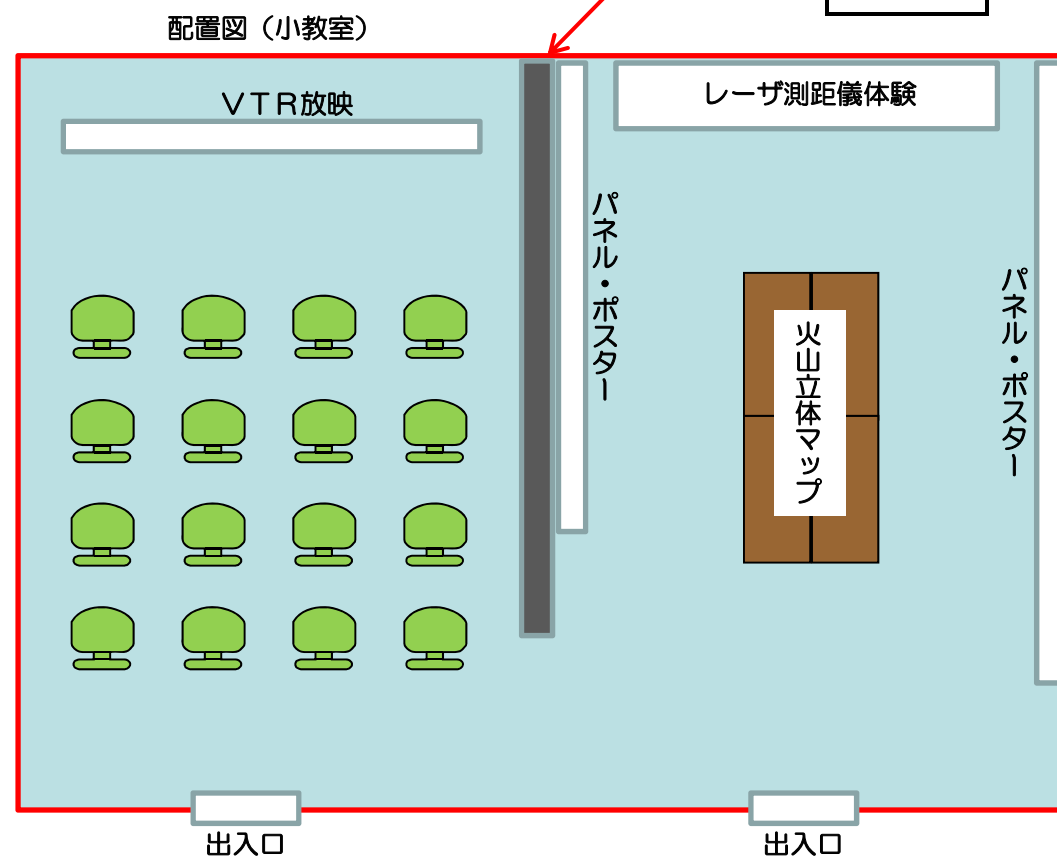 配置図（小教室）
ＶＴＲ放映
レーザ測距儀体験
パネル・ポスター
火山立体マップ
パネル・ポスター
出入口
出入口